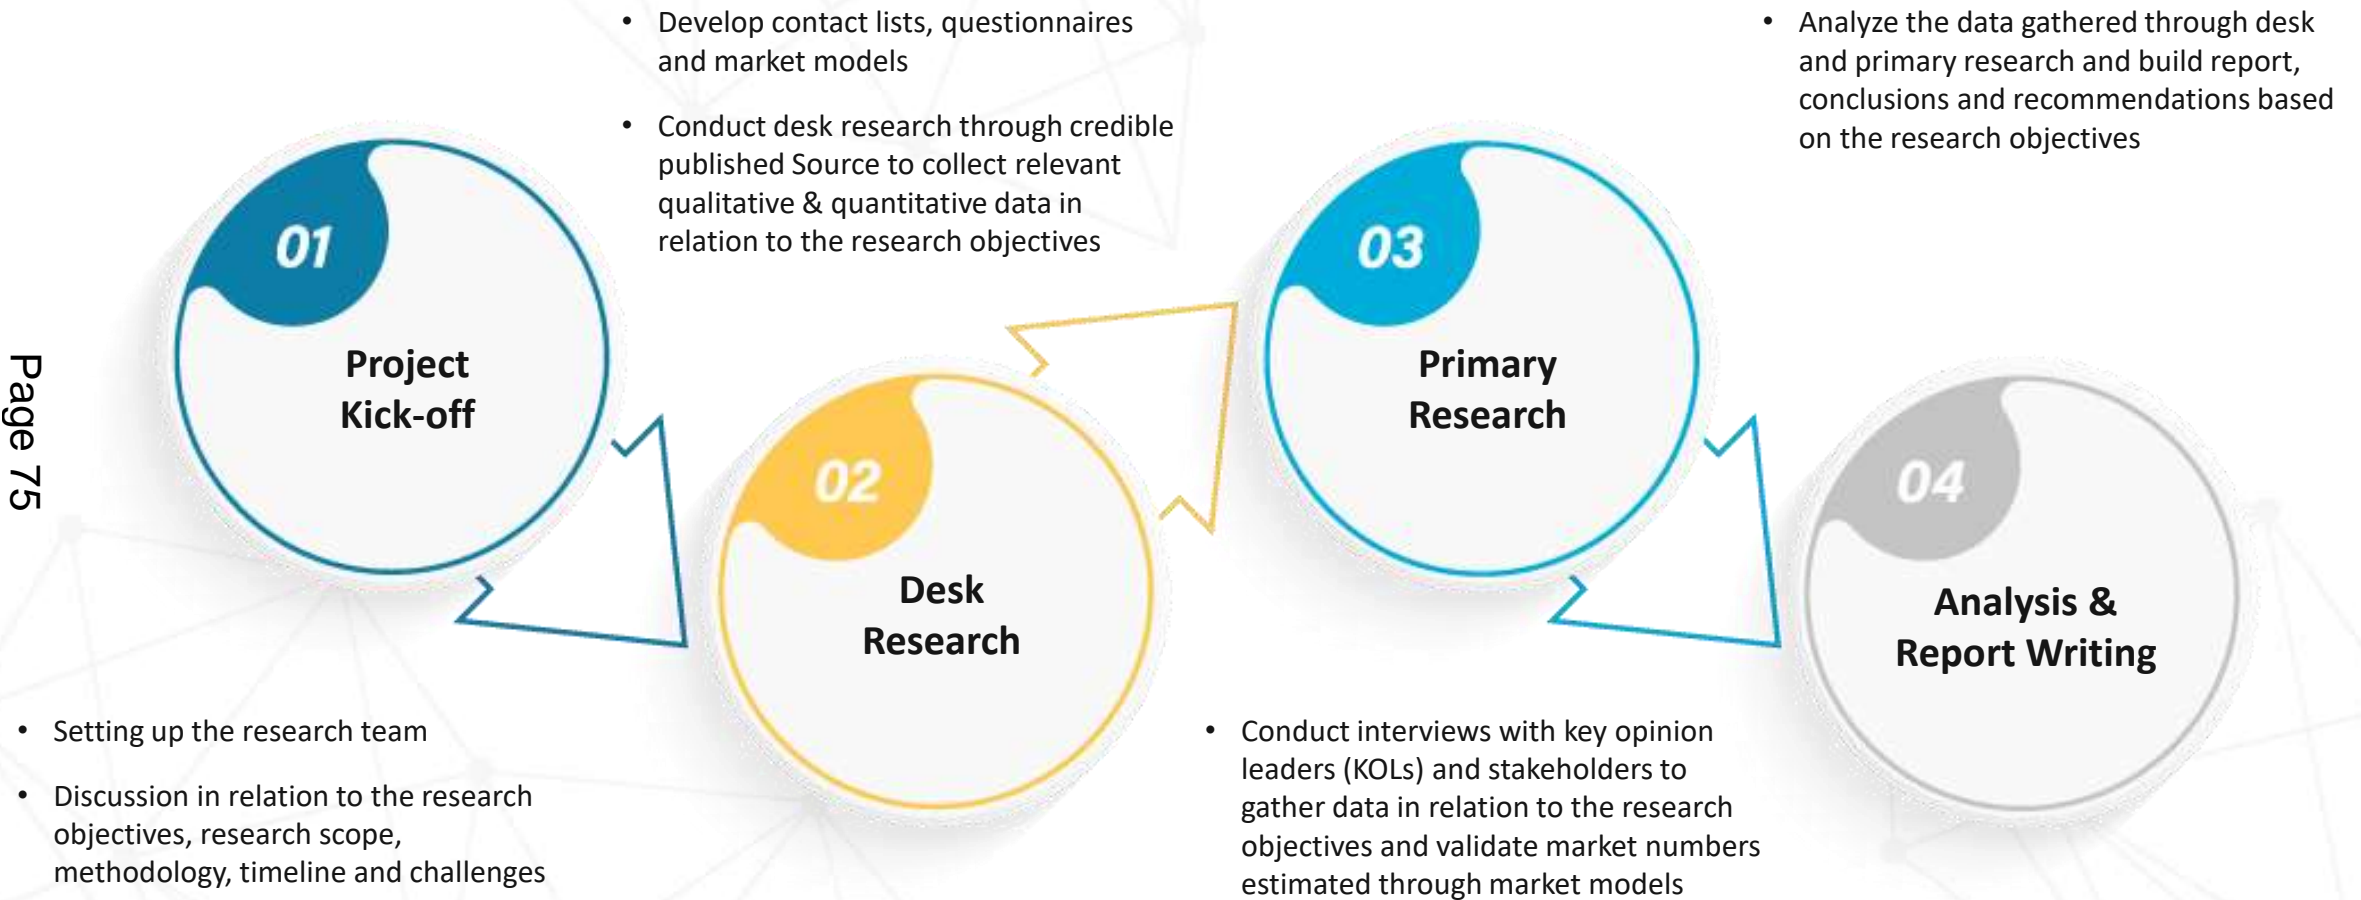 Page 75
01
Project
Kick-off
• Setting up the research team
• Discussion in relation to the research
objectives, research scope,
methodology, timeline and challenges
• Develop contact lists, questionnaires
and market models
• Conduct desk research through credible
published Source to collect relevant
qualitative & quantitative data in
relation to the research objectives
02
Desk
Research
03
Primary
Research
• Conduct interviews with key opinion
leaders (KOLs) and stakeholders to
gather data in relation to the research
objectives and validate market numbers
estimated through market models
• Analyze the data gathered through desk
and primary research and build report,
conclusions and recommendations based
on the research objectives
04
Analysis &
Report Writing